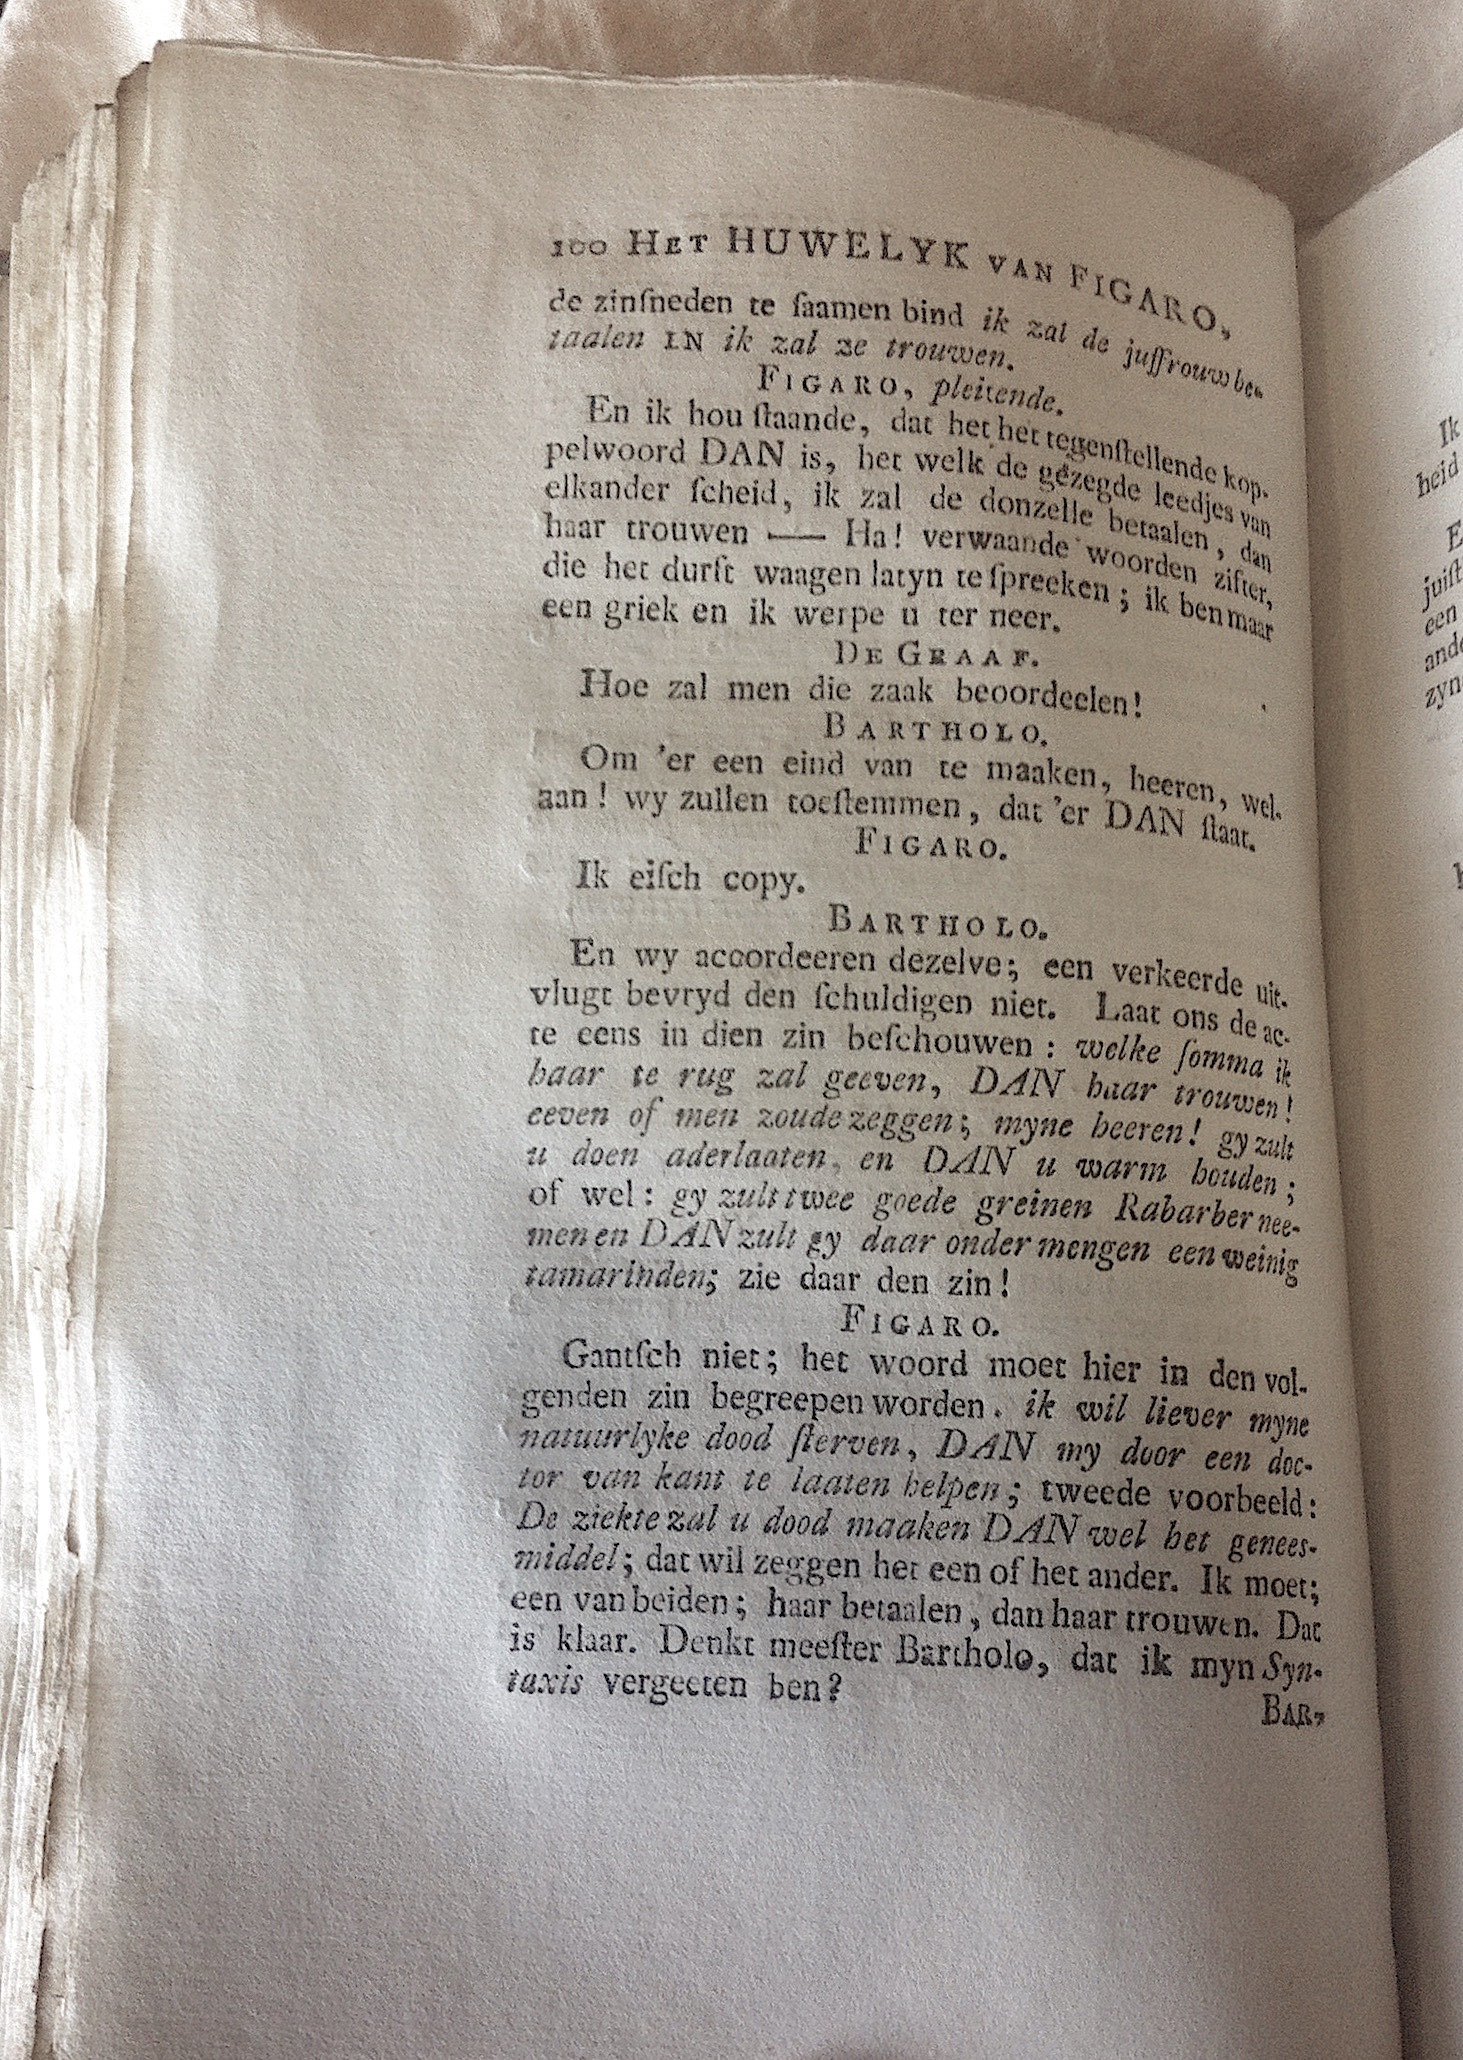 100 HET HUWELYK VAN FIGARO,
de zinſneden te ſaamen bind ik zal de juffrouw be-
taalen IN ik zal ze trouwen.
FIGARO, pleitende.
En ik hou ſtaande, dat het het tegenſtellende kop-
pelwoord DAN is, het welk de gezegde leedjes van
elkander ſcheid, ik zal de donzelle betaalen, dan
haar trouwen —— Ha! verwaande woorden zifter,
die het durft waagen latyn te ſpreeken; ik ben maar
een griek en ik werpe u ter neer.
DE GRAAF.
Hoe zal men die zaak beoordeelen!
BARTHOLO.
Om 'er een eind van te maaken, heeren, wel-
aan! wy zullen toeſtemmen, dat 'er DAN ſtaat.
FIGARO.
Ik eiſch copy.
BARTHOLO.
En wy accordeeren dezelve; een verkeerde uit-
vlugt bevryd den ſchuldigen niet. Laat ons de ac-
te eens in dien zin beſchouwen: welke ſomma ik
haar te rug zal geeven, DAN haar trouwen!
eeven of men zoude zeggen; myne heeren! gy zult
u doen aderlaaten, en DAN u warm houden;
of wel: gy zult twee goede greinen Rabarber nee-
men en DAN zult gy daar onder mengen een weinig
tamarinden; zie daar den zin!
FIGARO.
Gantſch niet; het woord moet hier in den vol-
genden zin begreepen worden. ik wil liever myne
natuurlyke dood ſterven, DAN my door een doc-
tor van kant te laaten helpen; tweede voorbeeld:
De ziekte zal u dood maaken DAN wel het genees-
middel; dat wil zeggen het een of het ander. Ik moet;
een van beiden; haar betaalen, dan haar trouwen. Dat
is klaar. Denkt meeſter Bartholo, dat ik myn Syn-
taxis vergeeten ben?
BAR-
Ik
heid
E
juiſt
een
ande
zyn